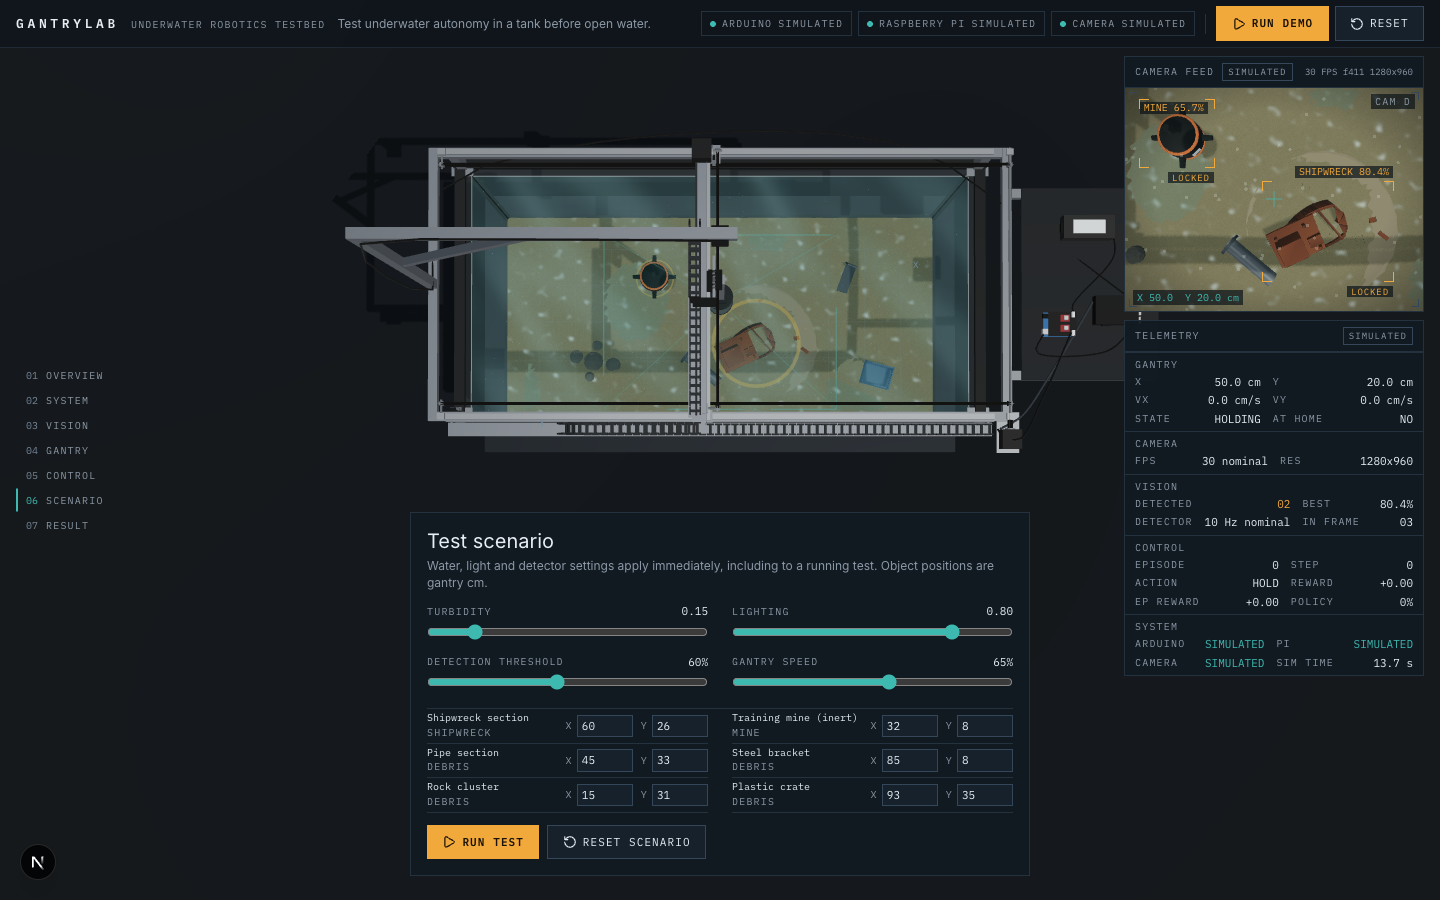 GANTRYLAB UNDERWATER ROBOTICS TESTBED Test underwater autonomy in a tank before open water.
ARDUINO SIMULATED RASPBERRY PI SIMULATED CAMERA SIMULATED RUN DEMO RESET
CAMERA FEED SIMULATED 30 FPS f411 1280x960
MINE 65.7% CAM D
LOCKED
SHIPWRECK 80.4%
LOCKED
X 50.0 Y 20.0 cm
TELEMETRY SIMULATED
GANTRY
X 50.0 cm Y 20.0 cm
VX 0.0 cm/s VY 0.0 cm/s
STATE HOLDING AT HOME NO
CAMERA
FPS 30 nominal RES 1280x960
VISION
DETECTED 02 BEST 80.4%
DETECTOR 10 Hz nominal IN FRAME 03
CONTROL
EPISODE 0 STEP 0
ACTION HOLD REWARD +0.00
EP REWARD +0.00 POLICY 0%
SYSTEM
ARDUINO SIMULATED PI SIMULATED
CAMERA SIMULATED SIM TIME 13.7 s
01 OVERVIEW
02 SYSTEM
03 VISION
04 GANTRY
05 CONTROL
06 SCENARIO
07 RESULT
Test scenario
Water, light and detector settings apply immediately, including to a running test. Object positions are
gantry cm.
TURBIDITY 0.15 LIGHTING 0.80
DETECTION THRESHOLD 60% GANTRY SPEED 65%
Shipwreck section X 60 Y 26
SHIPWRECK
Training mine (inert) X 32 Y 8
MINE
Pipe section X 45 Y 33
DEBRIS
Steel bracket X 85 Y 8
DEBRIS
Rock cluster X 15 Y 31
DEBRIS
Plastic crate X 93 Y 35
DEBRIS
RUN TEST RESET SCENARIO
N